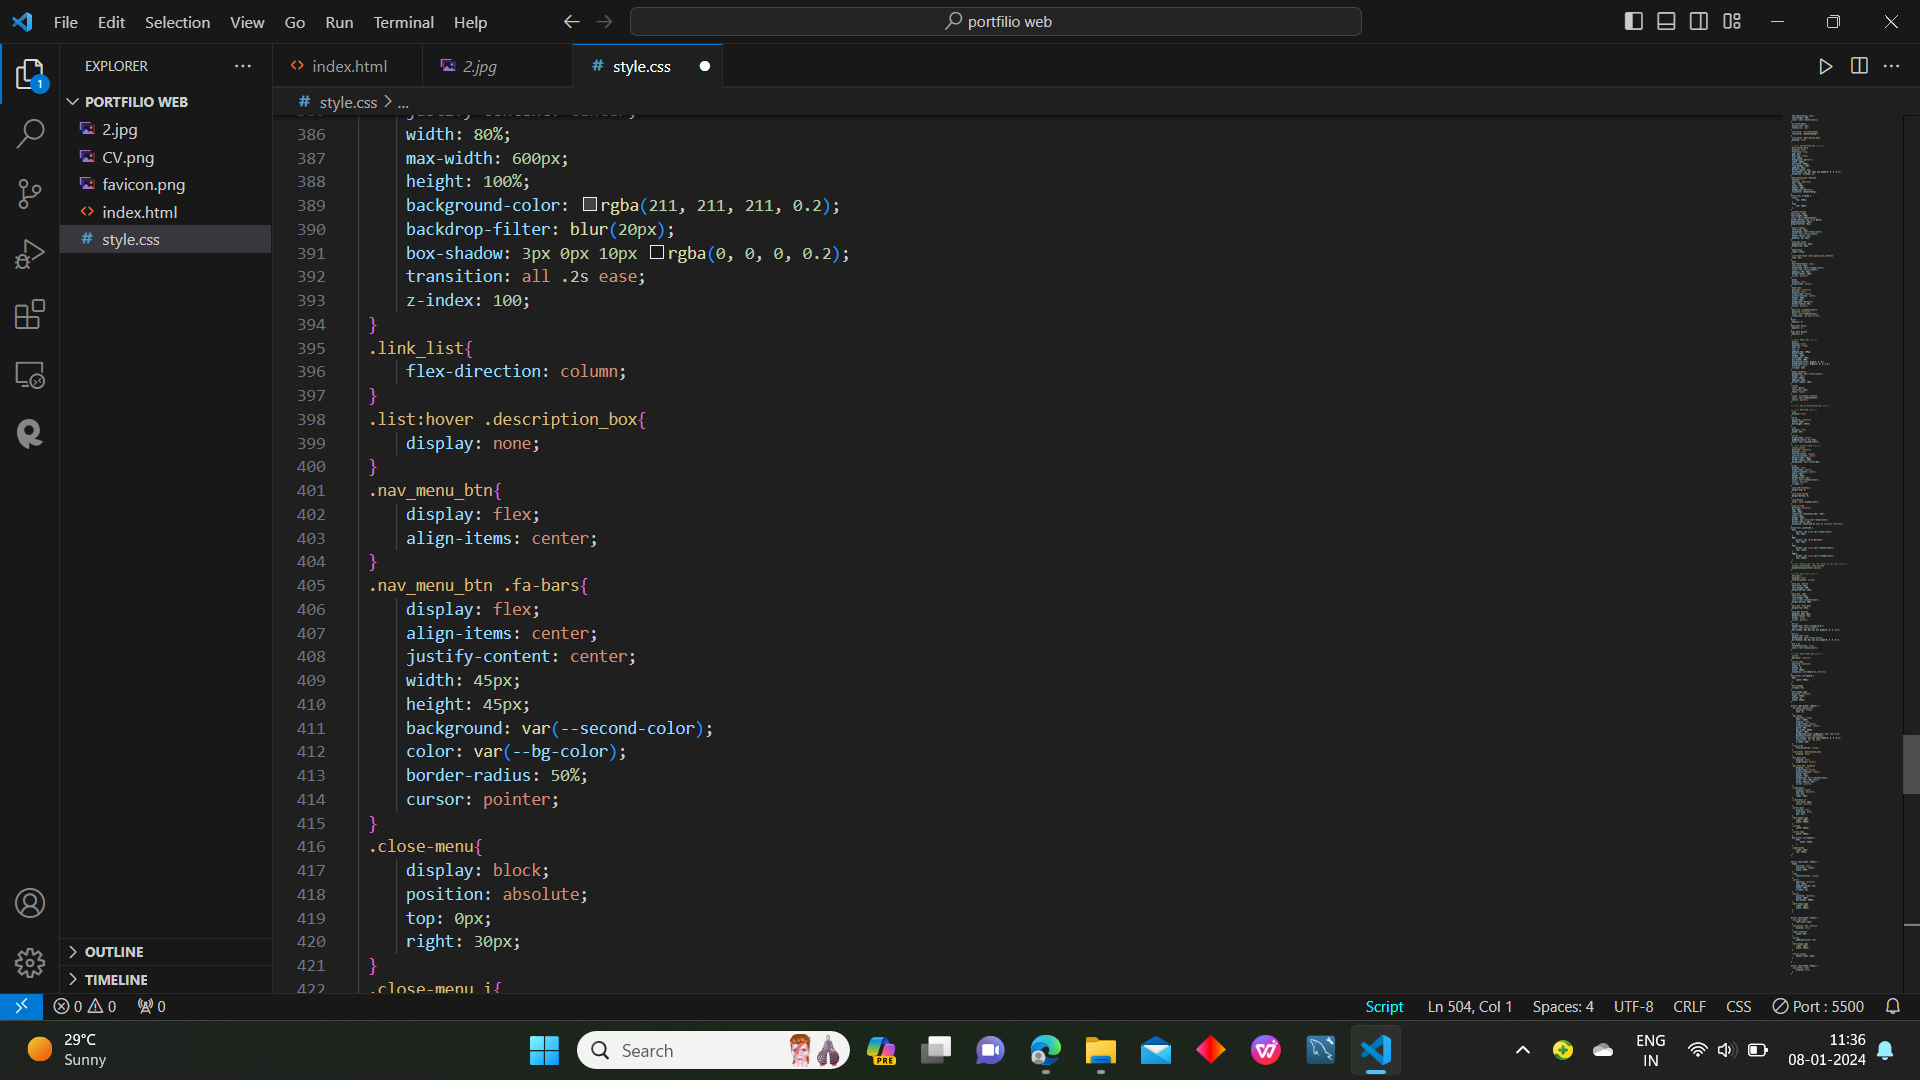 File Edit Selection View Go Run Terminal Help
portfilio web
EXPLORER
PORTFILIO WEB
2.jpg
CV.png
favicon.png
index.html
style.css
OUTLINE
TIMELINE
1
index.html
2.jpg
style.css
style.css > ...
386 width: 80%;
387 max-width: 600px;
388 height: 100%;
389 background-color: rgba(211, 211, 211, 0.2);
390 backdrop-filter: blur(20px);
391 box-shadow: 3px 0px 10px rgba(0, 0, 0, 0.2);
392 transition: all .2s ease;
393 z-index: 100;
394 }
395 .link_list{
396 flex-direction: column;
397 }
398 .list:hover .description_box{
399 display: none;
400 }
401 .nav_menu_btn{
402 display: flex;
403 align-items: center;
404 }
405 .nav_menu_btn .fa-bars{
406 display: flex;
407 align-items: center;
408 justify-content: center;
409 width: 45px;
410 height: 45px;
411 background: var(--second-color);
412 color: var(--bg-color);
413 border-radius: 50%;
414 cursor: pointer;
415 }
416 .close-menu{
417 display: block;
418 position: absolute;
419 top: 0px;
420 right: 30px;
421 }
422 .close-menu i{
0 0 0
Script Ln 504, Col 1 Spaces: 4 UTF-8 CRLF CSS Port : 5500
29°C
Sunny
Search
PRE
ENG
IN
11:36
08-01-2024